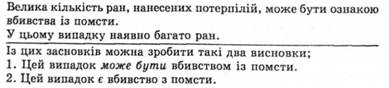 Велика кількість ран, нанесених потерпілій, може бути ознакою
вбивства із помсти.
У цьому випадку наявно багато ран.
Із цих засновків можна зробити такі два висновки;
1. Цей випадок може бути вбивством із помсти.
2. Цей випадок є вбивство з помсти.